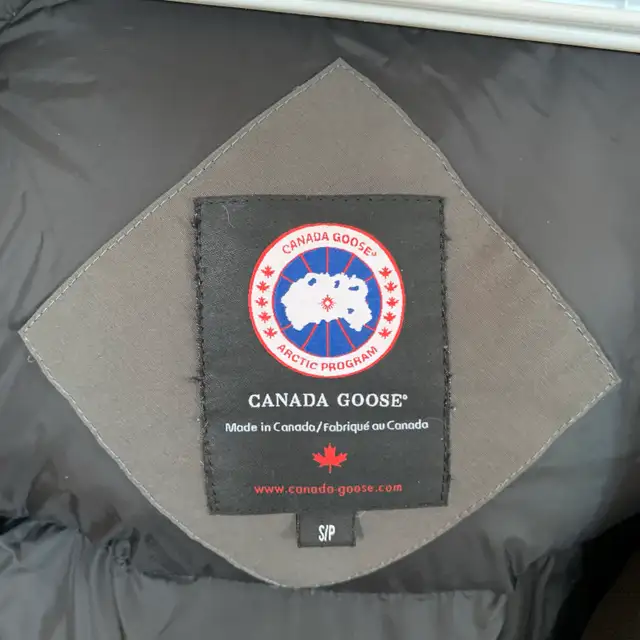 CANADA GOOSE®
ARCTIC PROGRAM
CANADA GOOSE®
Made in Canada/Fabriqué au Canada
www.canada-goose.com
S/P